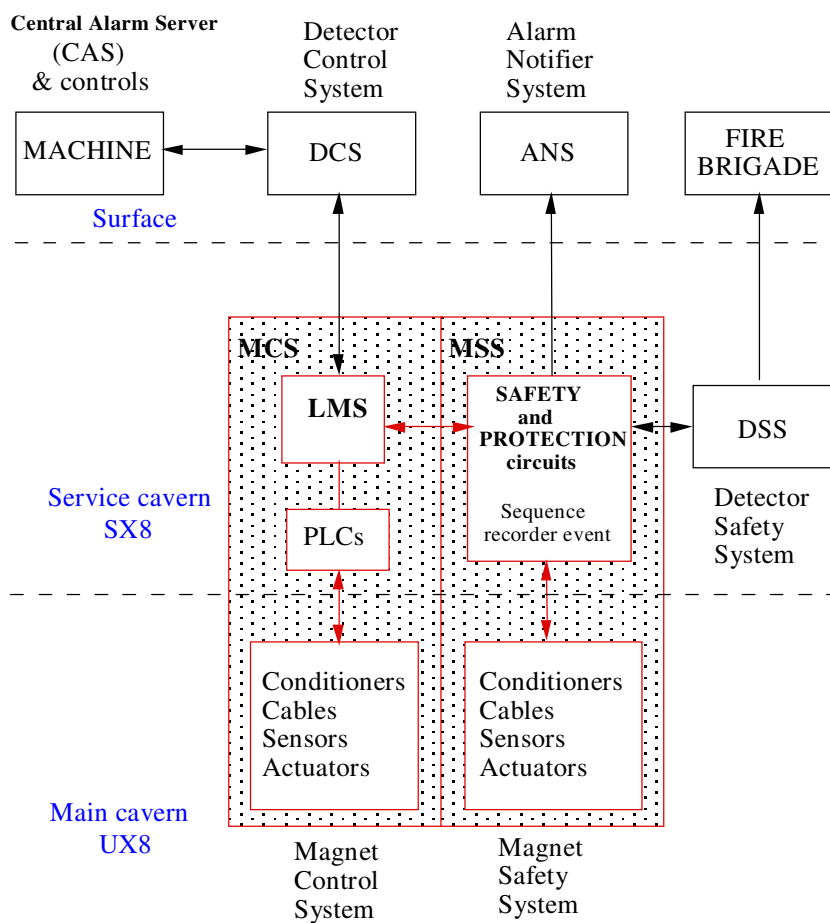 Central Alarm Server
(CAS)
& controls
Detector
Control
System
Alarm
Notifier
System
MACHINE
DCS
ANS
FIRE
BRIGADE
Surface
MCS
MSS
LMS
SAFETY
and
PROTECTION
circuits
Sequence
recorder event
DSS
Detector
Safety
System
Service cavern
SX8
PLCs
Conditioners
Cables
Sensors
Actuators
Conditioners
Cables
Sensors
Actuators
Main cavern
UX8
Magnet
Control
System
Magnet
Safety
System